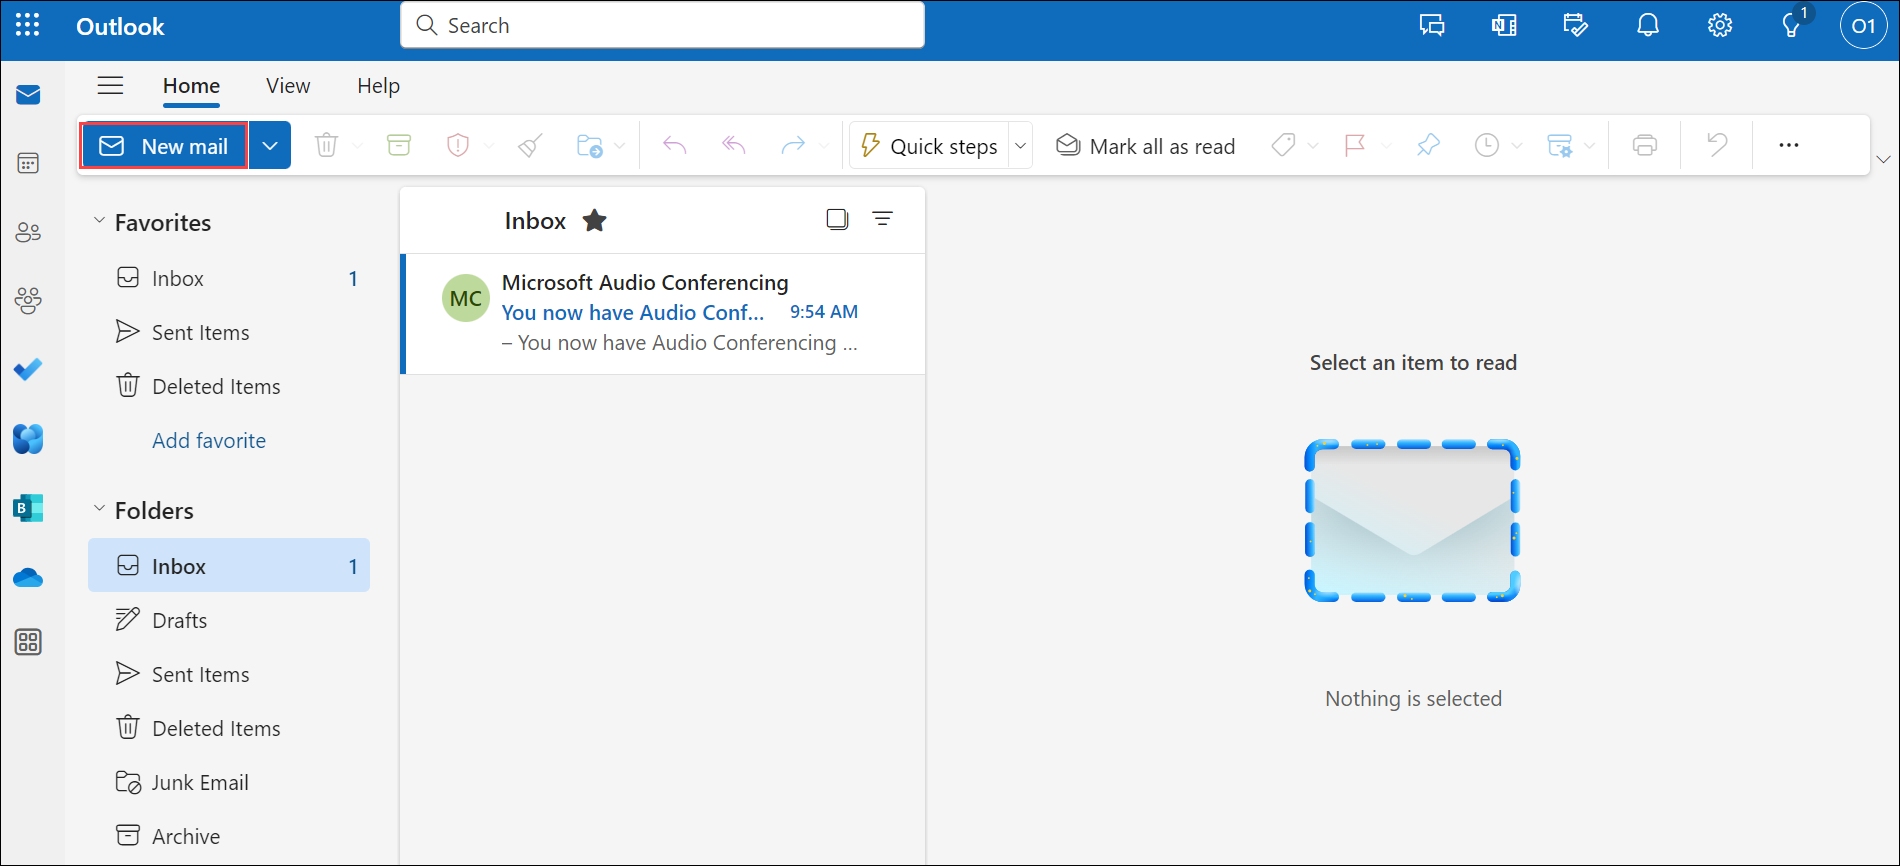 Outlook
Search
1
O1
Home
View
Help
New mail
Quick steps
Mark all as read
Favorites
Inbox 1
Sent Items
Deleted Items
Add favorite
Folders
Inbox 1
Drafts
Sent Items
Deleted Items
Junk Email
Archive
Inbox
MC
Microsoft Audio Conferencing
You now have Audio Conf... 9:54 AM
– You now have Audio Conferencing ...
Select an item to read
Nothing is selected
N
B